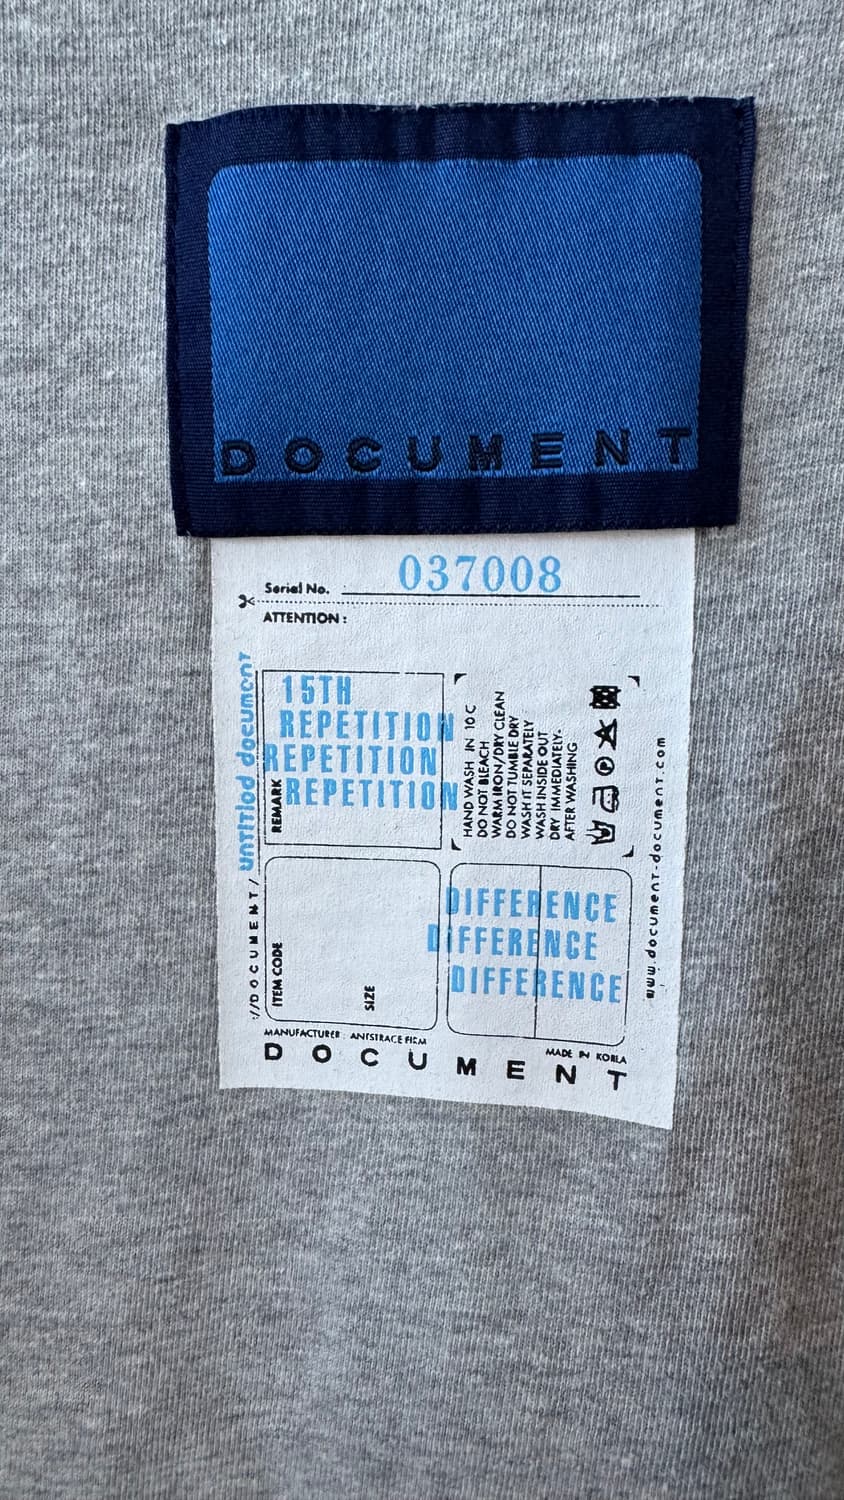 DOCUMENT
Serial No. 037008
ATTENTION :
://DOCUMENT/ untitled document
REMARK
15TH
REPETITION
REPETITION
REPETITION
HAND WASH IN 10 C
DO NOT BLEACH
WARM IRON/DRY CLEAN
DO NOT TUMBLE DRY
WASH IT SEPARATELY
WASH INSIDE OUT
DRY IMMEDIATELY.
AFTER WASHING
www.document-document.com
ITEM CODE
SIZE
DIFFERENCE
DIFFERENCE
DIFFERENCE
MANUFACTURER : FIRM
MADE IN KOREA
DOCUMENT